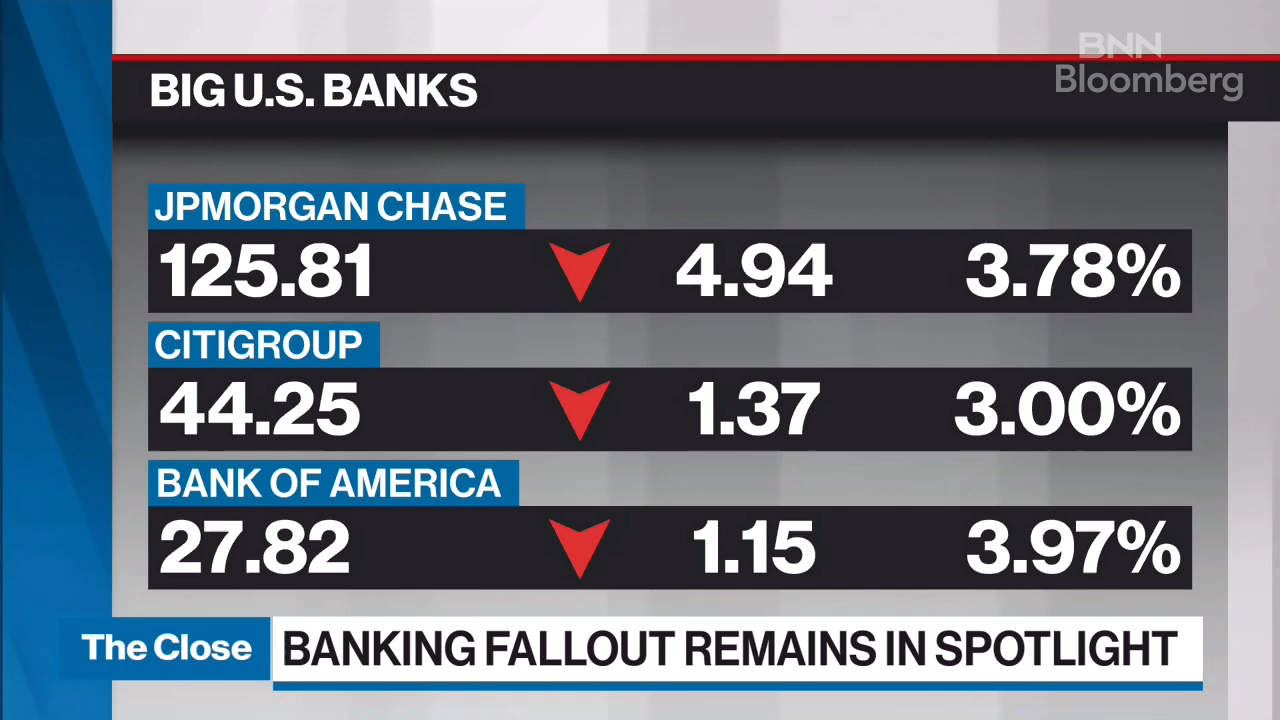 BNN
Bloomberg
BIG U.S. BANKS
JPMORGAN CHASE
125.81 4.94 3.78%
CITIGROUP
44.25 1.37 3.00%
BANK OF AMERICA
27.82 1.15 3.97%
The Close BANKING FALLOUT REMAINS IN SPOTLIGHT